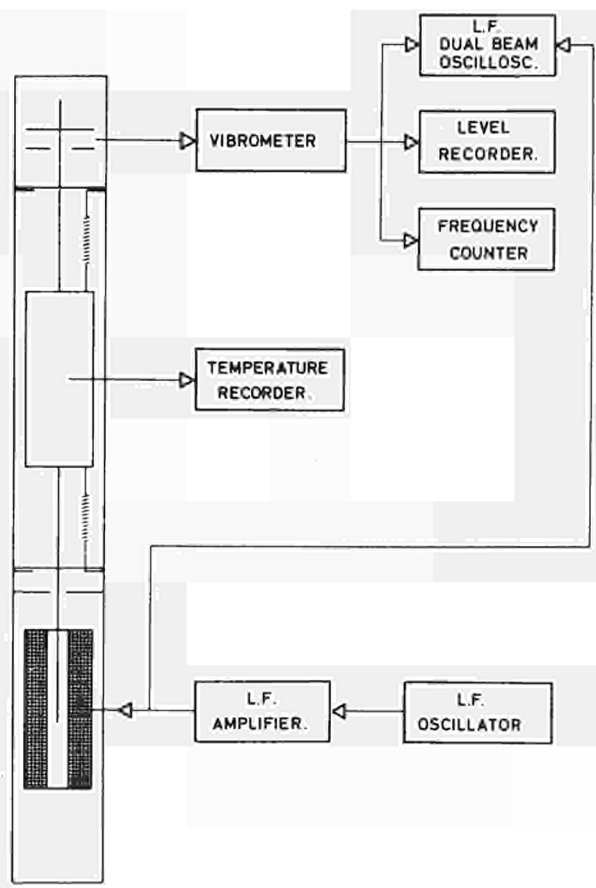 L.F.
DUAL BEAM
OSCILLOSC.
VIBROMETER
LEVEL
RECORDER.
FREQUENCY
COUNTER
TEMPERATURE
RECORDER.
L.F.
AMPLIFIER.
L.F.
OSCILLATOR